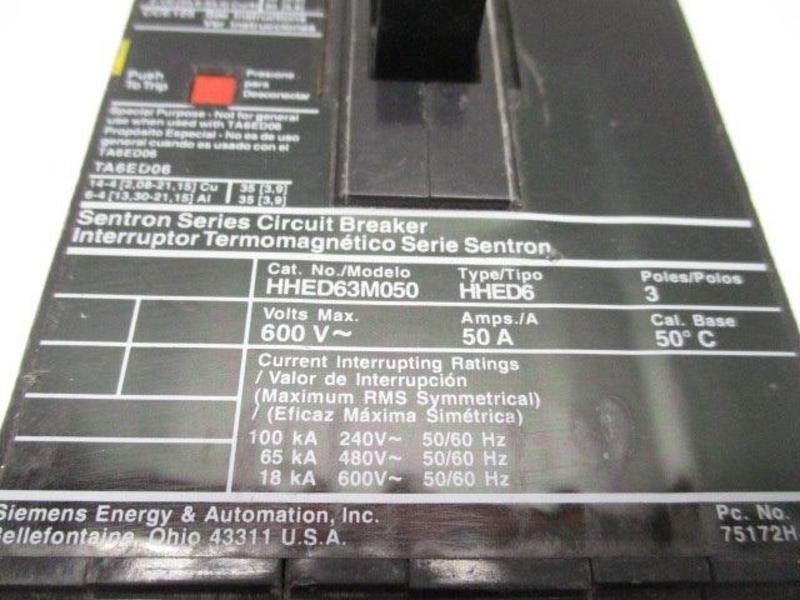 See Instructions
Ver Instrucciones
Push
To Trip
Presione
para
Desconectar
Special Purpose - Not for general
use when used with TA6ED06
Propósito Especial - No es de uso
general cuando es usado con el
TA6ED06
TA6ED06
14-4 [2,08-21,15] Cu 35 [3,9]
6-4 [13,30-21,15] Al 35 [3,9]
Sentron Series Circuit Breaker
Interruptor Termomagnético Serie Sentron
Cat. No./Modelo Type/Tipo Poles/Polos
HHED63M050 HHED6 3
Volts Max. Amps./A Cal. Base
600 V~ 50 A 50° C
Current Interrupting Ratings
/ Valor de Interrupción
(Maximum RMS Symmetrical)
/ (Eficaz Máxima Simétrica)
100 kA 240V~ 50/60 Hz
65 kA 480V~ 50/60 Hz
18 kA 600V~ 50/60 Hz
Siemens Energy & Automation, Inc. Pc. No.
Bellefontaine, Ohio 43311 U.S.A. 75172H